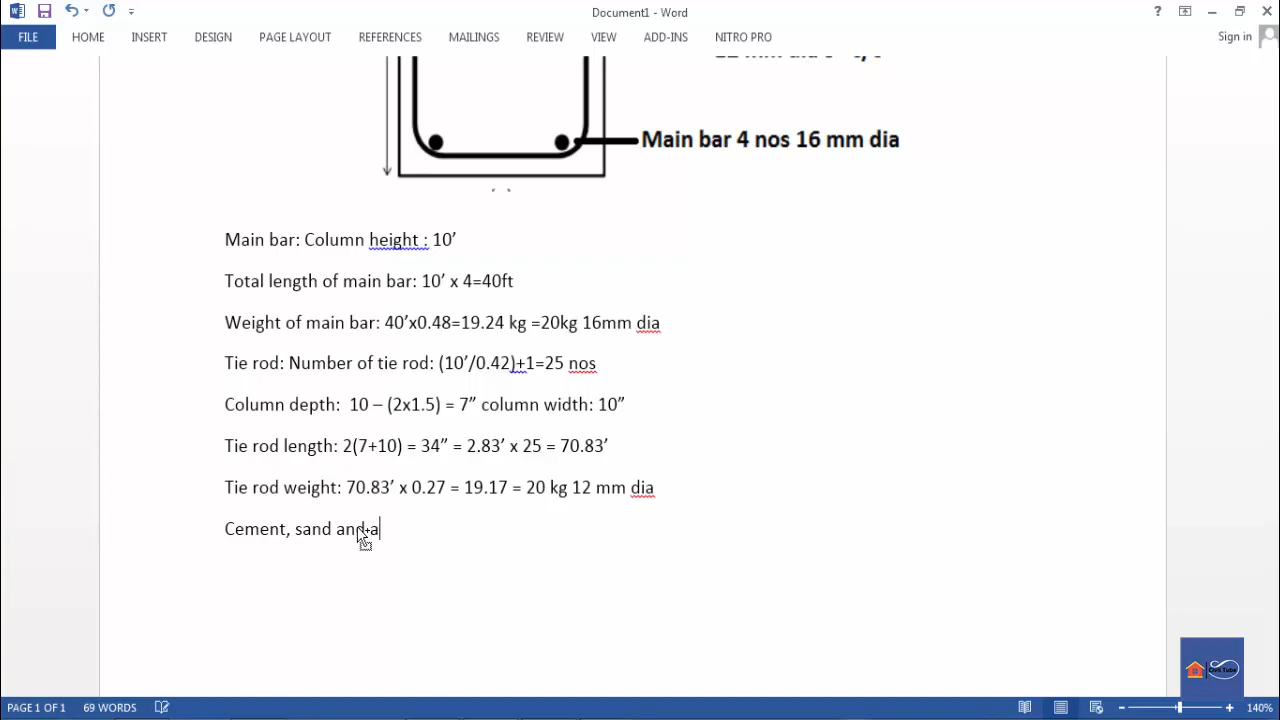 Document1 - Word
Sign in
FILE HOME INSERT DESIGN PAGE LAYOUT REFERENCES MAILINGS REVIEW VIEW ADD-INS NITRO PRO
Main bar 4 nos 16 mm dia
Main bar: Column height : 10’
Total length of main bar: 10’ x 4=40ft
Weight of main bar: 40’x0.48=19.24 kg =20kg 16mm dia
Tie rod: Number of tie rod: (10’/0.42)+1=25 nos
Column depth:  10 – (2x1.5) = 7” column width: 10”
Tie rod length: 2(7+10) = 34” = 2.83’ x 25 = 70.83’
Tie rod weight: 70.83’ x 0.27 = 19.17 = 20 kg 12 mm dia
Cement, sand and a
PAGE 1 OF 1 69 WORDS 140%